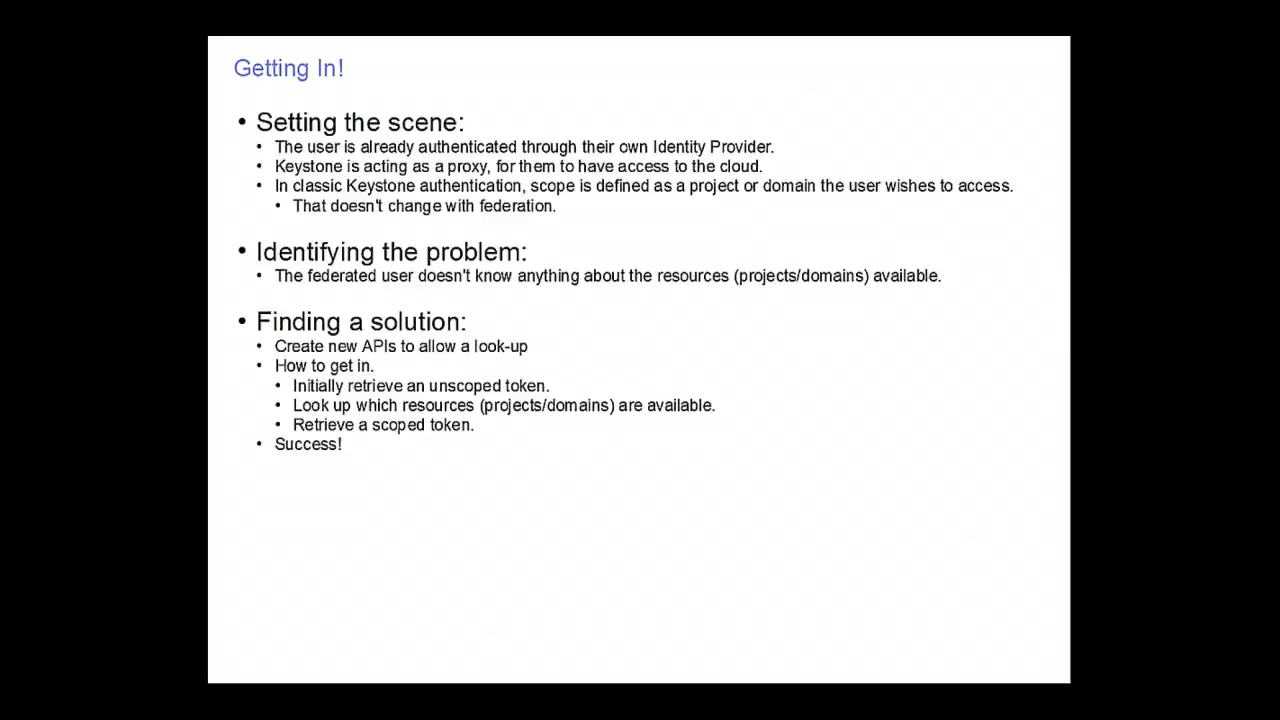 Getting In!
• Setting the scene:
• The user is already authenticated through their own Identity Provider.
• Keystone is acting as a proxy, for them to have access to the cloud.
• In classic Keystone authentication, scope is defined as a project or domain the user wishes to access.
• That doesn't change with federation.
• Identifying the problem:
• The federated user doesn't know anything about the resources (projects/domains) available.
• Finding a solution:
• Create new APIs to allow a look-up
• How to get in.
• Initially retrieve an unscoped token.
• Look up which resources (projects/domains) are available.
• Retrieve a scoped token.
• Success!